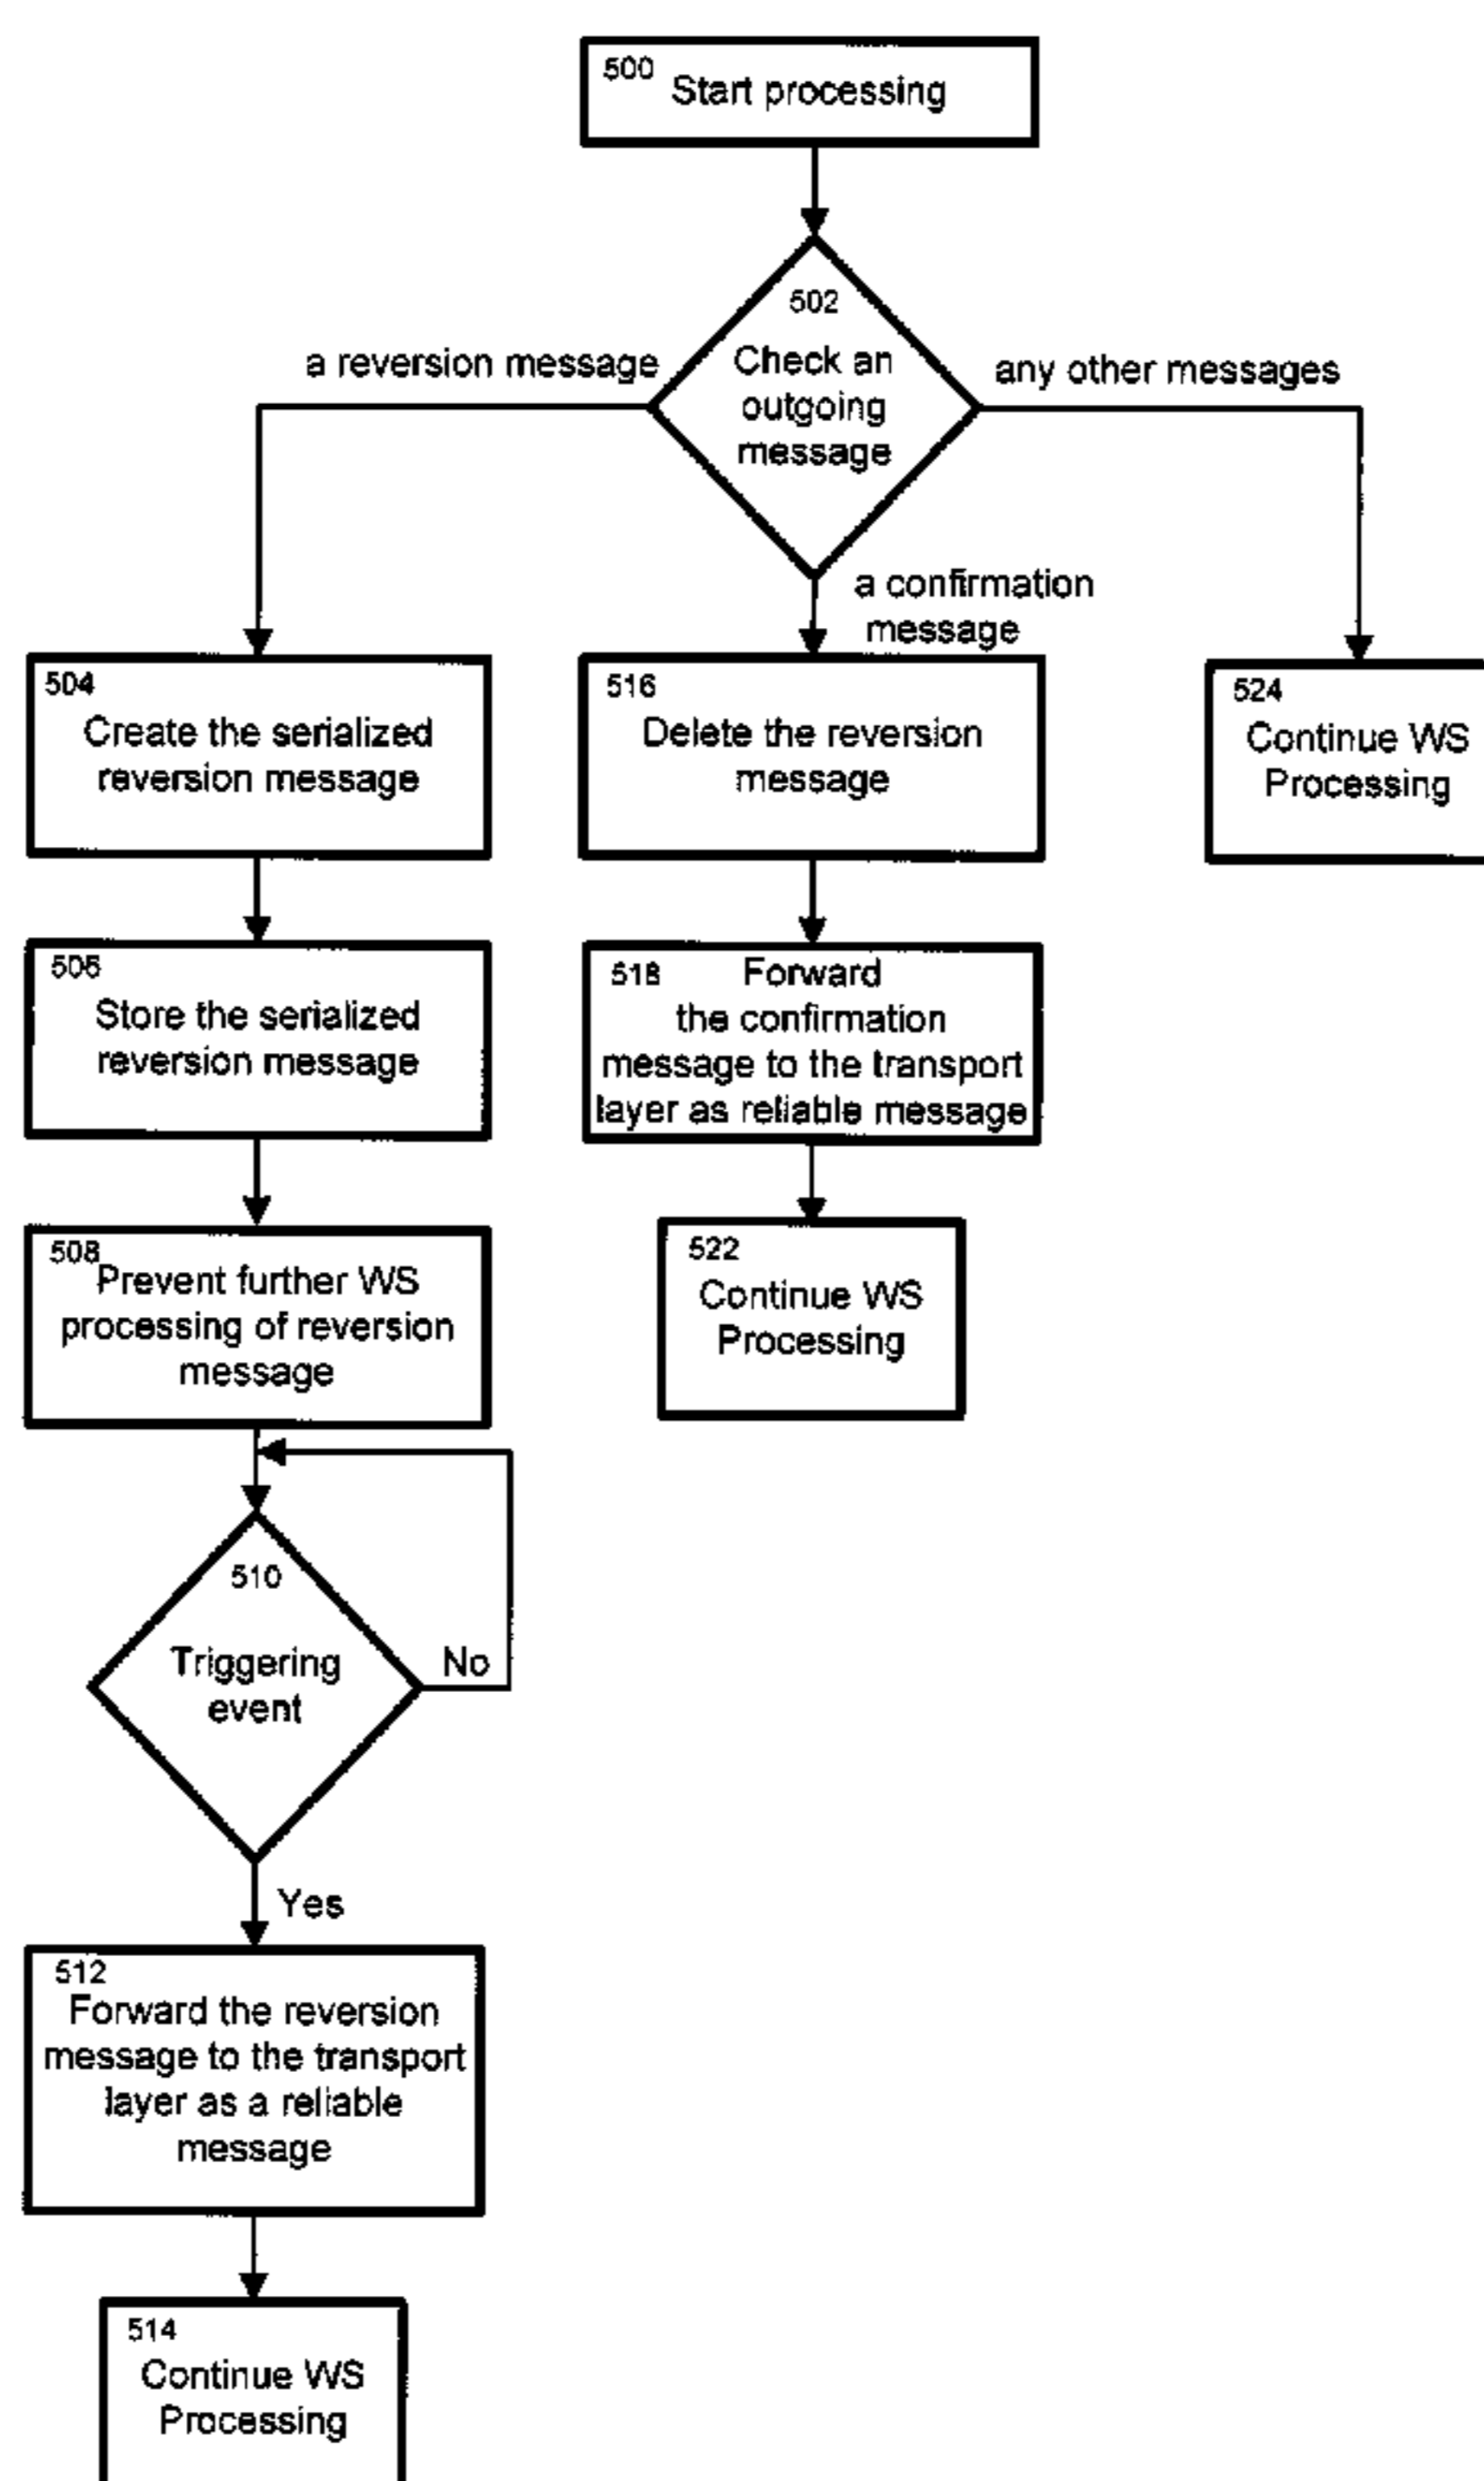 500
Start processing
502
Check an
outgoing
message
a reversion message
any other messages
a confirmation
message
504
Create the serialized
reversion message
516
Delete the reversion
message
524
Continue WS
Processing
506
Store the serialized
reversion message
518 Forward
the confirmation
message to the transport
layer as reliable message
508
Prevent further WS
processing of reversion
message
522
Continue WS
Processing
510
Triggering
event
No
Yes
512
Forward the reversion
message to the transport
layer as a reliable
message
514
Continue WS
Processing